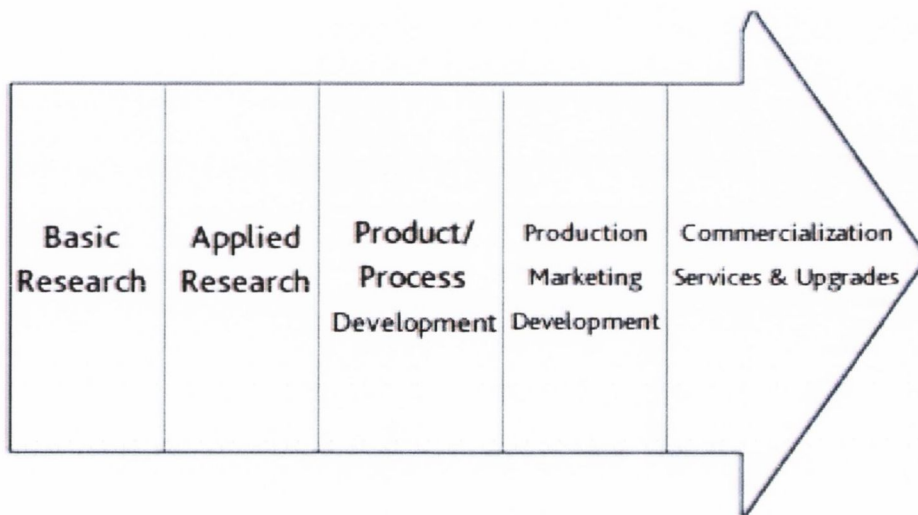 Basic
Research
Applied
Research
Product/
Process
Development
Production
Marketing
Development
Commercialization
Services & Upgrades